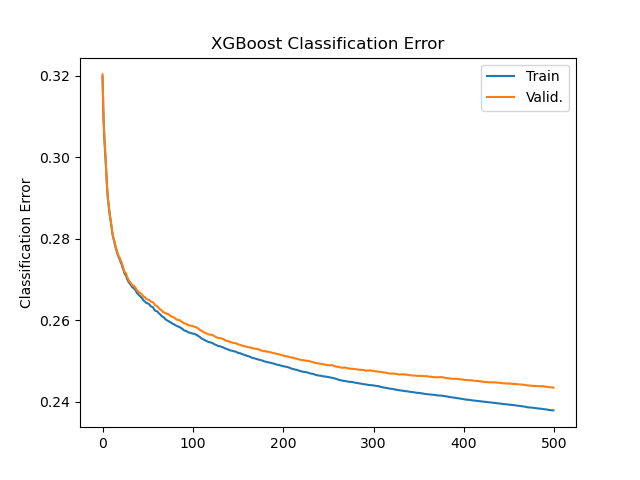 XGBoost Classification Error
Train
Valid.
0.32
0.30
0.28
0.26
0.24
Classification Error
0 100 200 300 400 500